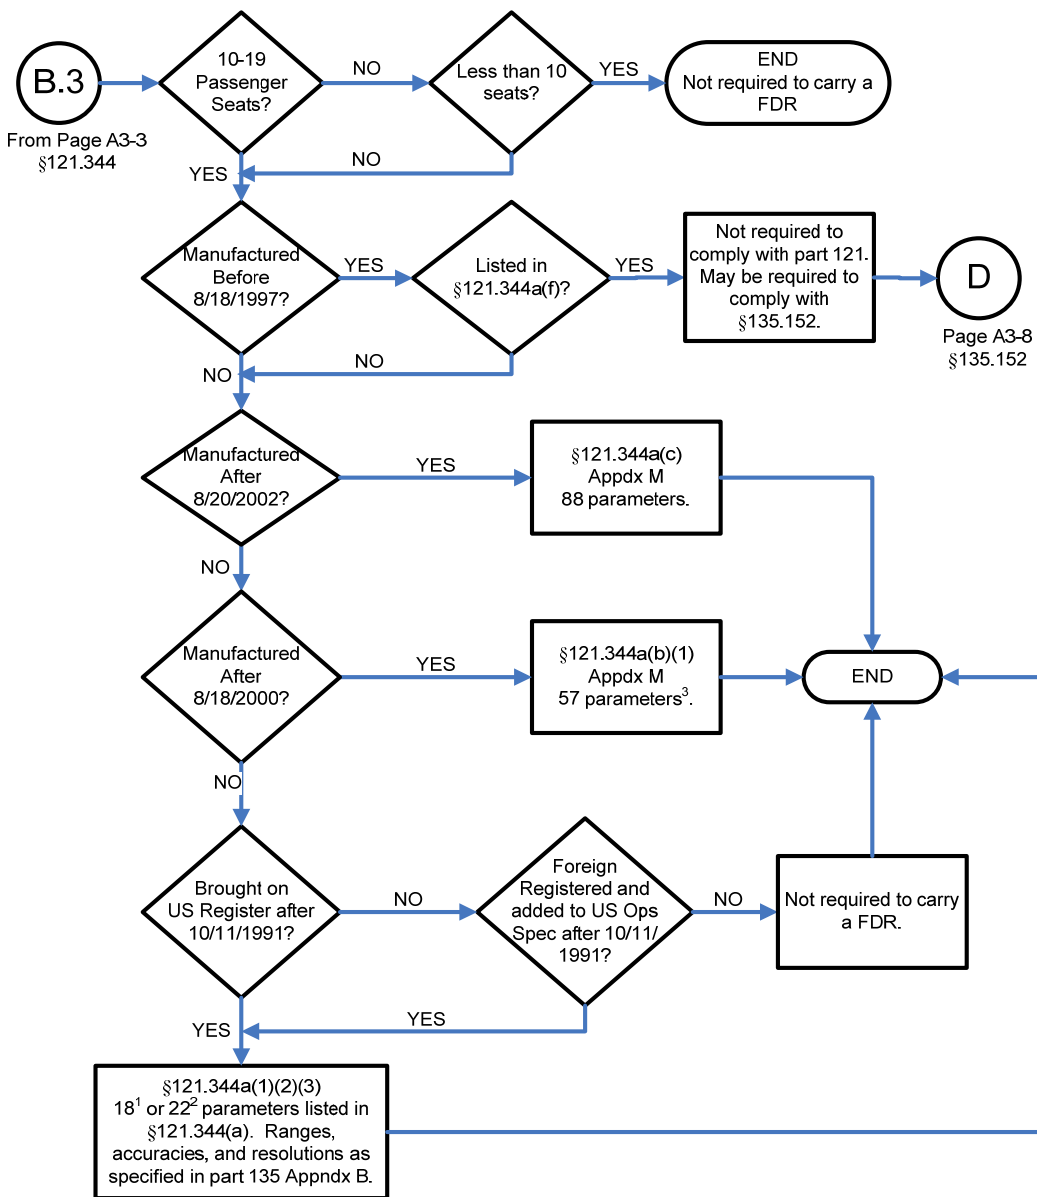 B.3
From Page A3-3
§121.344
10-19
Passenger
Seats?
NO
Less than 10
seats?
YES
END
Not required to carry a
FDR
NO
YES
Manufactured
Before
8/18/1997?
YES
Listed in
§121.344a(f)?
YES
Not required to
comply with part 121.
May be required to
comply with
§135.152.
D
Page A3-8
§135.152
NO
NO
Manufactured
After
8/20/2002?
YES
§121.344a(c)
Appdx M
88 parameters.
NO
Manufactured
After
8/18/2000?
YES
§121.344a(b)(1)
Appdx M
57 parameters³.
END
NO
Brought on
US Register after
10/11/1991?
NO
Foreign
Registered and
added to US Ops
Spec after 10/11/
1991?
NO
Not required to carry
a FDR.
YES
YES
§121.344a(1)(2)(3)
18¹ or 22² parameters listed in
§121.344(a). Ranges,
accuracies, and resolutions as
specified in part 135 Appndx B.